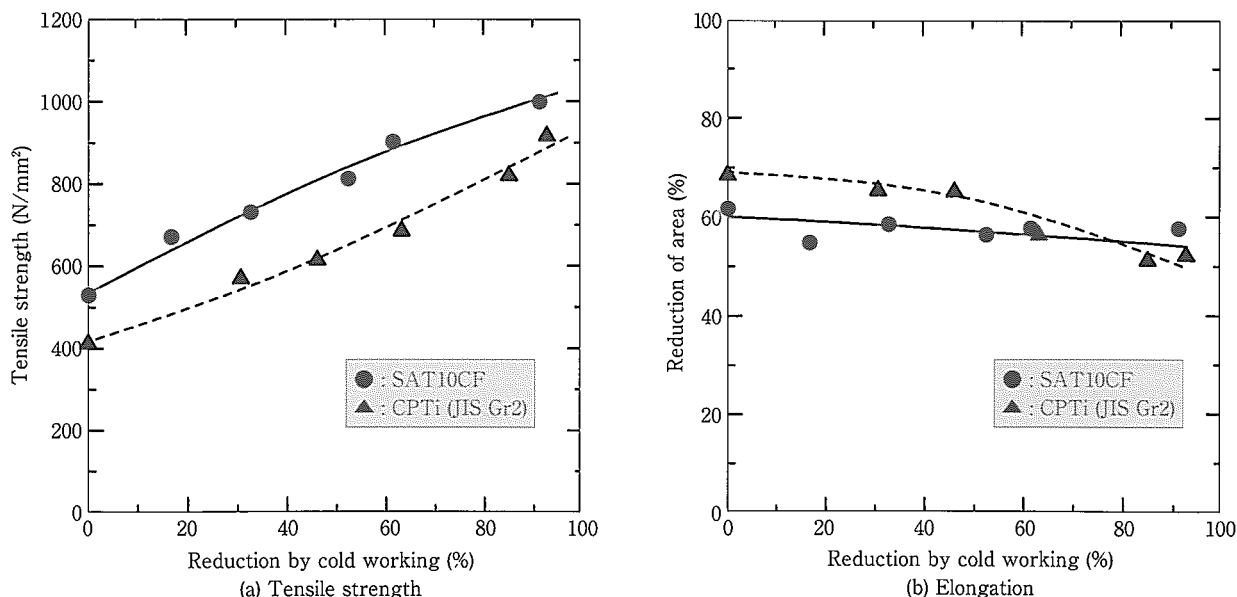 1200
1000
800
600
400
200
0
Tensile strength (N/mm²)
● : SAT10CF
▲ : CPTi (JIS Gr2)
0 20 40 60 80 100
Reduction by cold working (%)
(a) Tensile strength
100
80
60
40
20
0
Reduction of area (%)
● : SAT10CF
▲ : CPTi (JIS Gr2)
0 20 40 60 80 100
Reduction by cold working (%)
(b) Elongation